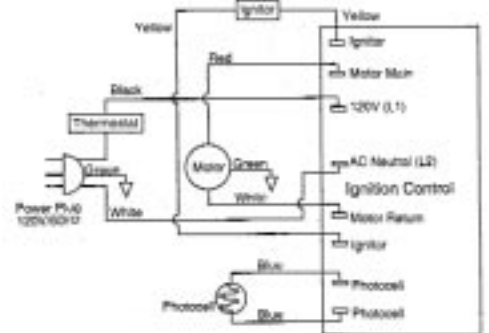 Ignitor
Yellow
Yellow
Ignitor
Red
Motor Main
Black
120V (L1)
Thermostat
AC Neutral (L2)
Green
Motor
Green
Ignition Control
White
White
Power Plug
120V/60HZ
Motor Return
Ignitor
Blue
Photocell
Photocell
Photocell
Blue